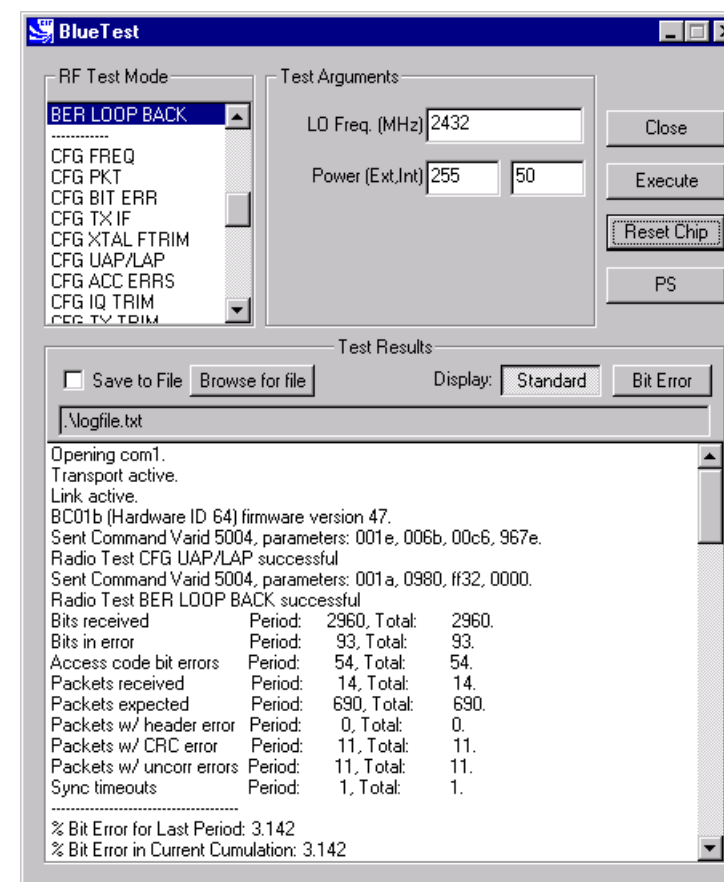 BlueTest
RF Test Mode
BER LOOP BACK
------------
CFG FREQ
CFG PKT
CFG BIT ERR
CFG TX IF
CFG XTAL FTRIM
CFG UAP/LAP
CFG ACC ERRS
CFG IQ TRIM
CFG TX TRIM
Test Arguments
LO Freq. (MHz) 2432
Power (Ext,Int) 255 50
Close
Execute
Reset Chip
PS
Test Results
Save to File Browse for file Display: Standard Bit Error
.\logfile.txt
Opening com1.
Transport active.
Link active.
BC01b (Hardware ID 64) firmware version 47.
Sent Command Varid 5004, parameters: 001e, 006b, 00c6, 967e.
Radio Test CFG UAP/LAP successful
Sent Command Varid 5004, parameters: 001a, 0980, ff32, 0000.
Radio Test BER LOOP BACK successful
Bits received Period: 2960, Total: 2960.
Bits in error Period: 93, Total: 93.
Access code bit errors Period: 54, Total: 54.
Packets received Period: 14, Total: 14.
Packets expected Period: 690, Total: 690.
Packets w/ header error Period: 0, Total: 0.
Packets w/ CRC error Period: 11, Total: 11.
Packets w/ uncorr errors Period: 11, Total: 11.
Sync timeouts Period: 1, Total: 1.
--------------------------------------
% Bit Error for Last Period: 3.142
% Bit Error in Current Cumulation: 3.142